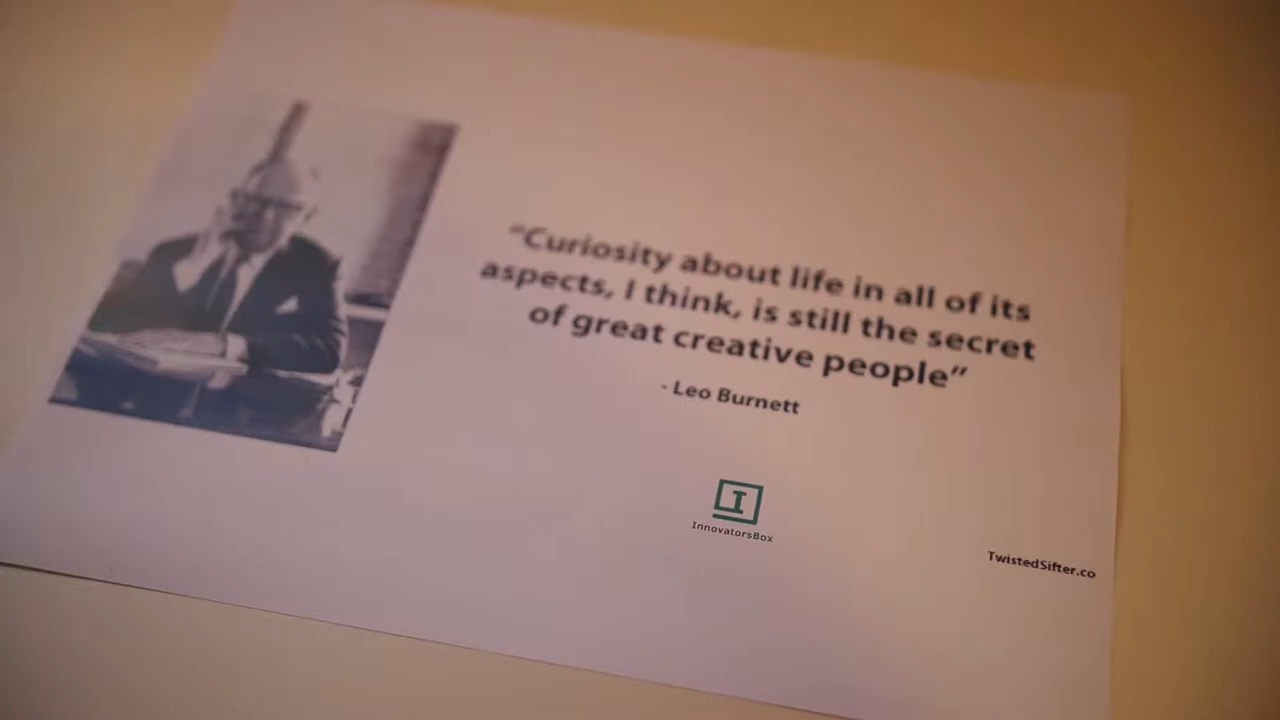 “Curiosity about life in all of its
aspects, I think, is still the secret
of great creative people”
- Leo Burnett
I
InnovatorsBox
TwistedSifter.co